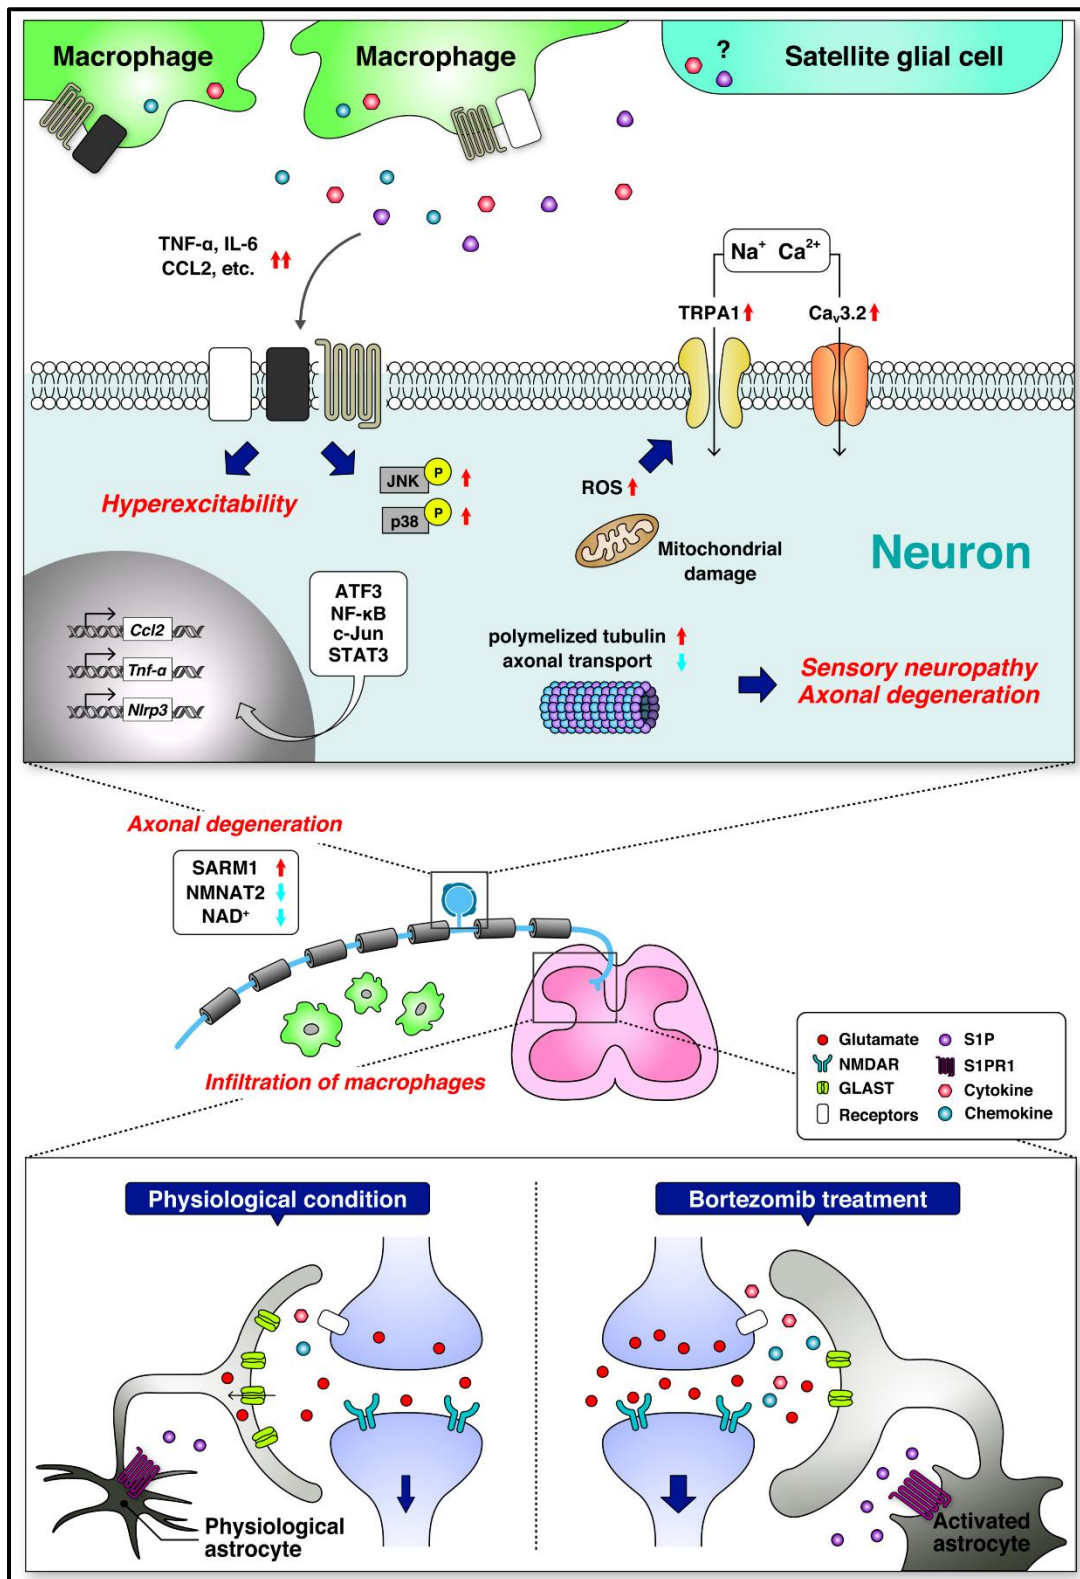 Macrophage
Macrophage
Satellite glial cell
?
TNF-α, IL-6
CCL2, etc.
Na⁺ Ca²⁺
TRPA1
Caᵥ3.2
Hyperexcitability
JNK
P
p38
P
ROS
Mitochondrial
damage
Neuron
ATF3
NF-κB
c-Jun
STAT3
Ccl2
Tnf-α
Nlrp3
polymelized tubulin
axonal transport
Sensory neuropathy
Axonal degeneration
Axonal degeneration
SARM1
NMNAT2
NAD⁺
Infiltration of macrophages
Glutamate
NMDAR
GLAST
Receptors
S1P
S1PR1
Cytokine
Chemokine
Physiological condition
Bortezomib treatment
Physiological
astrocyte
Activated
astrocyte